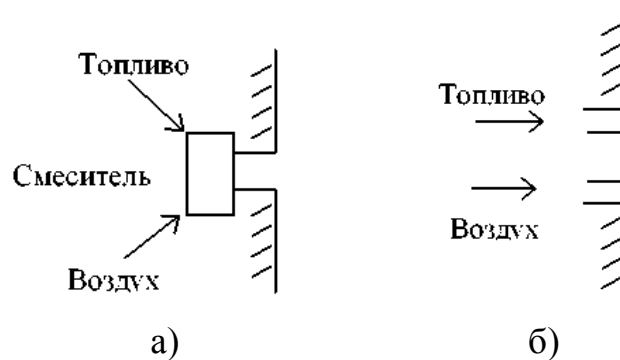 Топливо
Смеситель
Воздух
а)
Топливо
Воздух
б)